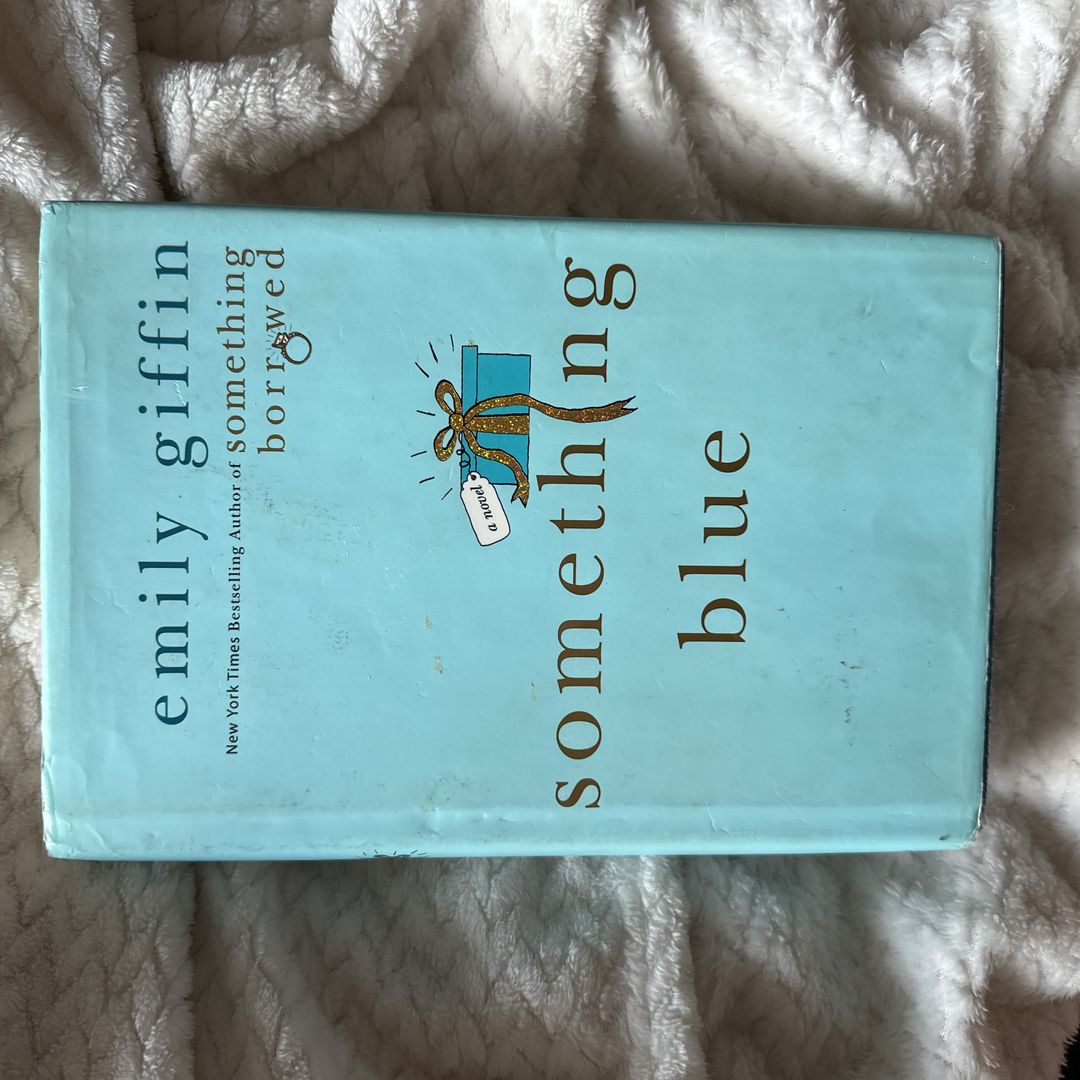 emily giffin
New York Times Bestselling Author of something
borrowed
a novel
something
blue